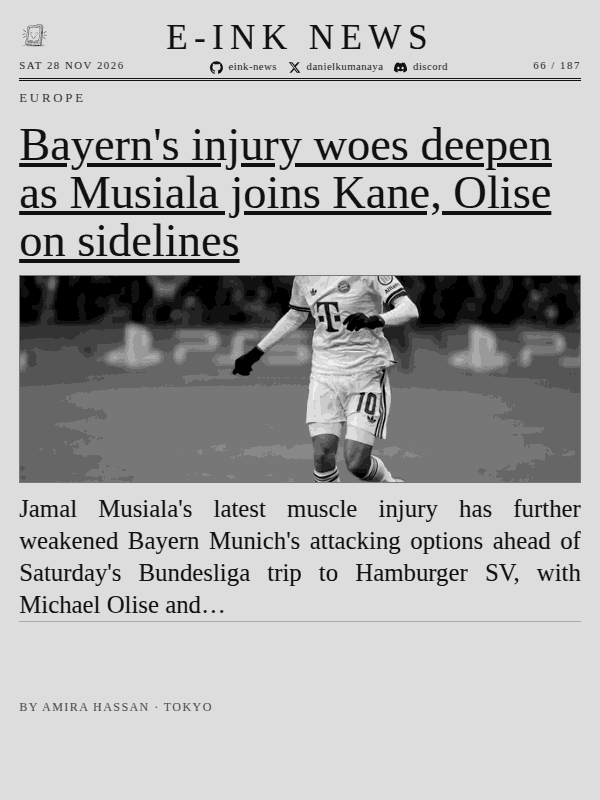 E-INK NEWS
SAT 28 NOV 2026
eink-news
danielkumanaya
discord
66 / 187
EUROPE
Bayern's injury woes deepen
as Musiala joins Kane, Olise
on sidelines
T
10
Jamal Musiala's latest muscle injury has further
weakened Bayern Munich's attacking options ahead of
Saturday's Bundesliga trip to Hamburger SV, with
Michael Olise and…
BY AMIRA HASSAN · TOKYO